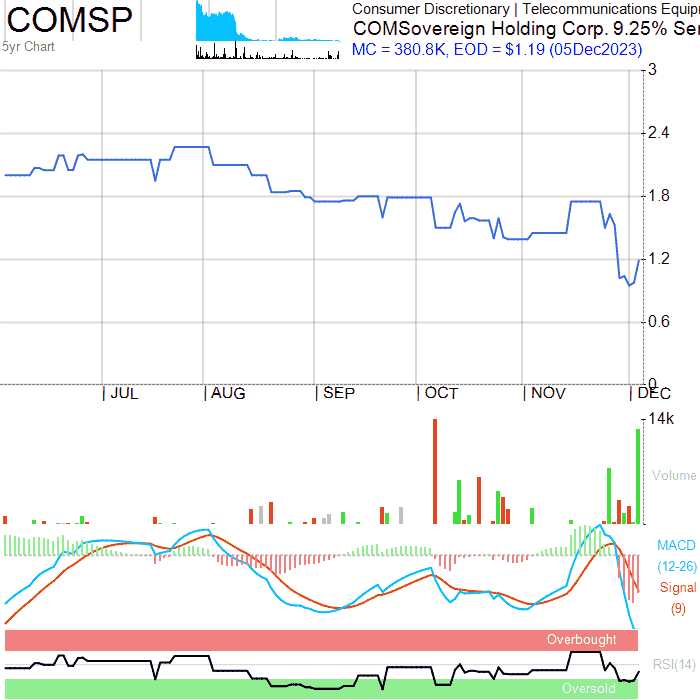 COMSP
5yr Chart
Consumer Discretionary | Telecommunications Equip
COMSovereign Holding Corp. 9.25% Ser
MC = 380.8K, EOD = $1.19 (05Dec2023)
3
2.4
1.8
1.2
0.6
0
| JUL | AUG | SEP | OCT | NOV | DEC
14k
Volume
MACD
(12-26)
Signal
(9)
Overbought
RSI(14)
Oversold